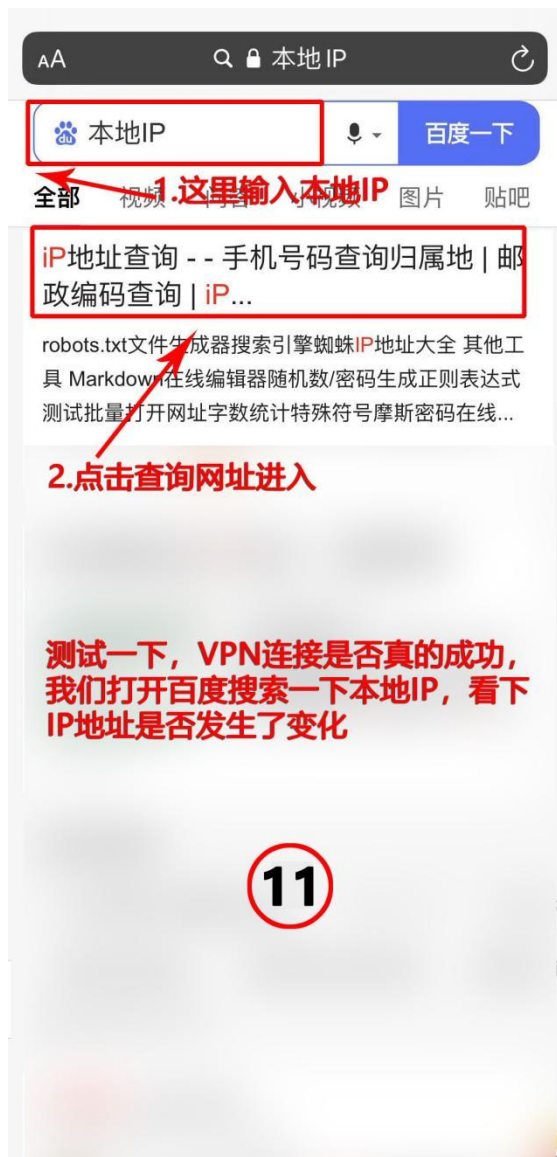 AA 本地IP
本地IP 百度一下
1.这里输入本地IP
全部 视频 小视频 图片 贴吧
iP地址查询 - - 手机号码查询归属地 | 邮
政编码查询 | iP...
robots.txt文件生成器搜索引擎蜘蛛IP地址大全 其他工
具 Markdown在线编辑器随机数/密码生成正则表达式
测试批量打开网址字数统计特殊符号摩斯密码在线...
2.点击查询网址进入
测试一下，VPN连接是否真的成功，
我们打开百度搜索一下本地IP，看下
IP地址是否发生了变化
11